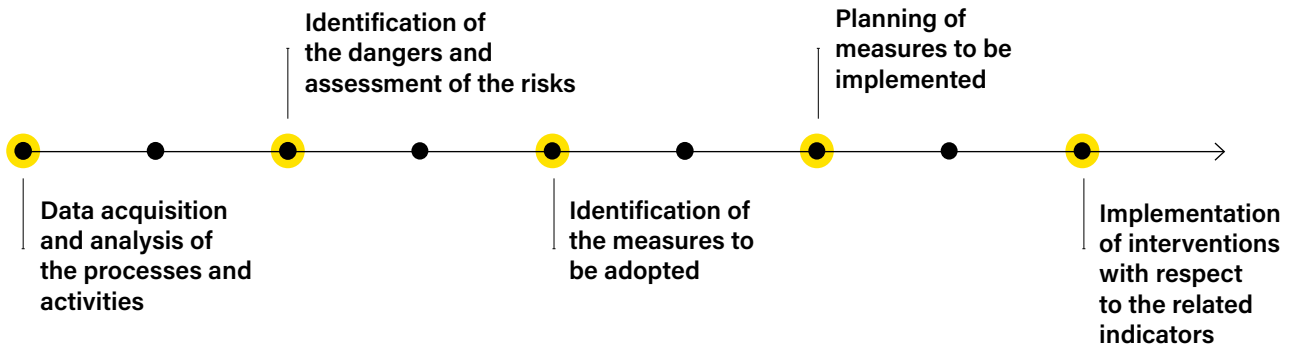 Data acquisition
and analysis of
the processes and
activities
Identification of
the dangers and
assessment of the risks
Identification of
the measures to
be adopted
Planning of
measures to be
implemented
Implementation
of interventions
with respect
to the related
indicators